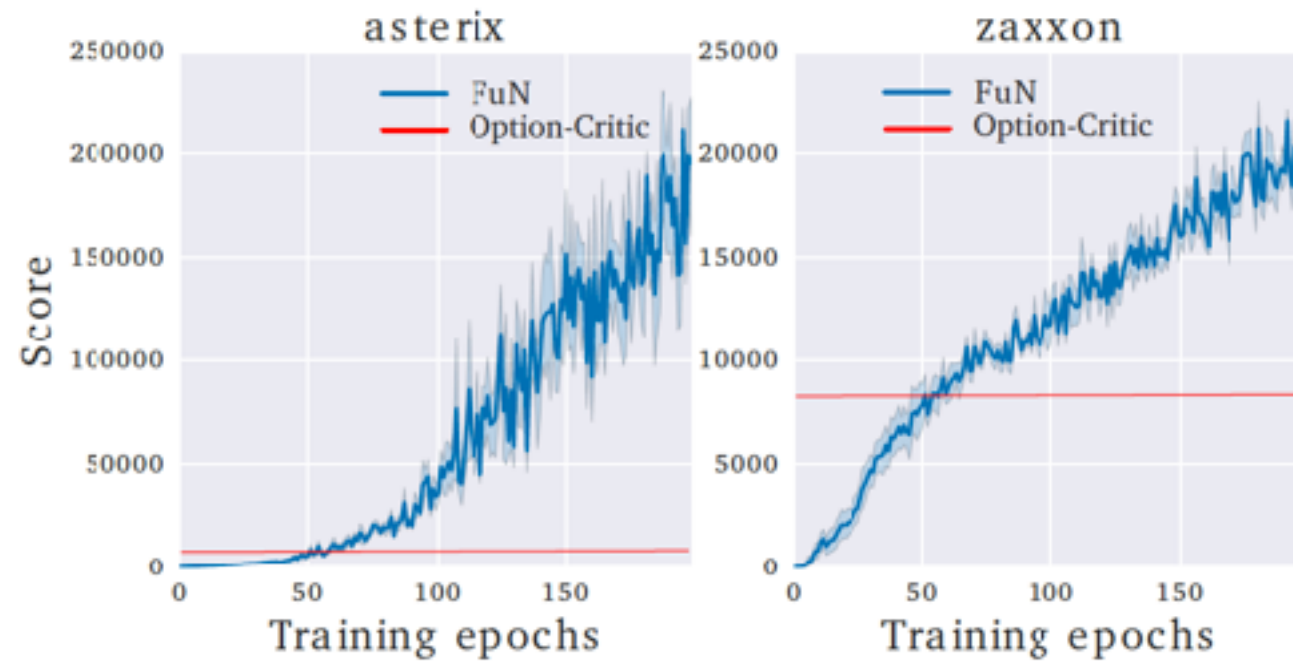 asterix
250000
200000
150000
100000
50000
0
FuN
Option-Critic
0 50 100 150
Score
Training epochs
zaxxon
25000
20000
15000
10000
5000
0
FuN
Option-Critic
0 50 100 150
Training epochs